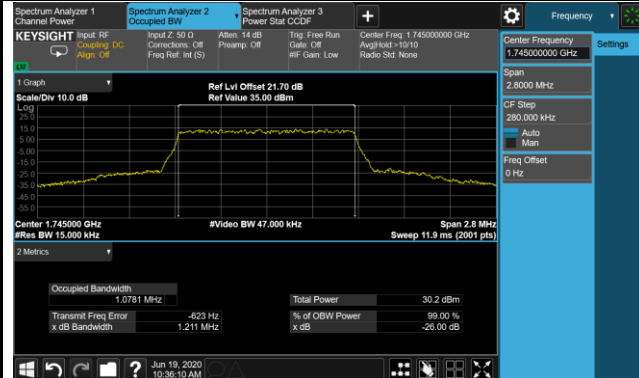 Spectrum Analyzer 1
Channel Power
Spectrum Analyzer 2
Occupied BW
Spectrum Analyzer 3
Power Stat CCDF
Frequency
KEYSIGHT
Input: RF
Coupling: DC
Align: Off
Input Z: 50 Ω
Corrections: Off
Freq Ref: Int (S)
Atten: 14 dB
Preamp: Off
Trig: Free Run
Gate: Off
#IF Gain: Low
Center Freq: 1.745000000 GHz
Avg|Hold:>10/10
Radio Std: None
LXI
1 Graph
Scale/Div 10.0 dB
Ref Lvl Offset 21.70 dB
Ref Value 35.00 dBm
Log
25.0
15.0
5.00
-5.00
-15.0
-25.0
-35.0
-45.0
-55.0
Center 1.745000 GHz
#Res BW 15.000 kHz
#Video BW 47.000 kHz
Span 2.8 MHz
Sweep 11.9 ms (2001 pts)
2 Metrics
Occupied Bandwidth
1.0781 MHz
Total Power 30.2 dBm
Transmit Freq Error -623 Hz
% of OBW Power 99.00 %
x dB Bandwidth 1.211 MHz
x dB -26.00 dB
Jun 19, 2020
10:36:10 AM
Center Frequency
1.745000000 GHz
Settings
Span
2.8000 MHz
CF Step
280.000 kHz
Auto
Man
Freq Offset
0 Hz